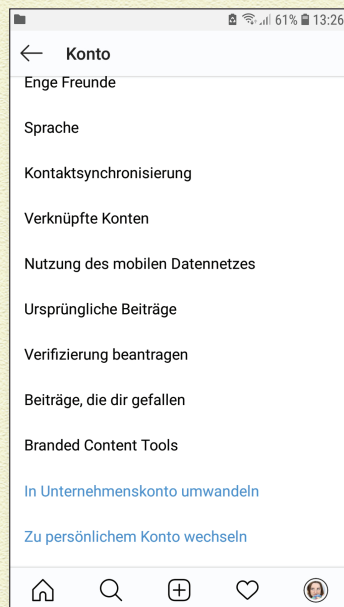 61% 13:26
Konto
Enge Freunde
Sprache
Kontaktsynchronisierung
Verknüpfte Konten
Nutzung des mobilen Datennetzes
Ursprüngliche Beiträge
Verifizierung beantragen
Beiträge, die dir gefallen
Branded Content Tools
In Unternehmenskonto umwandeln
Zu persönlichem Konto wechseln